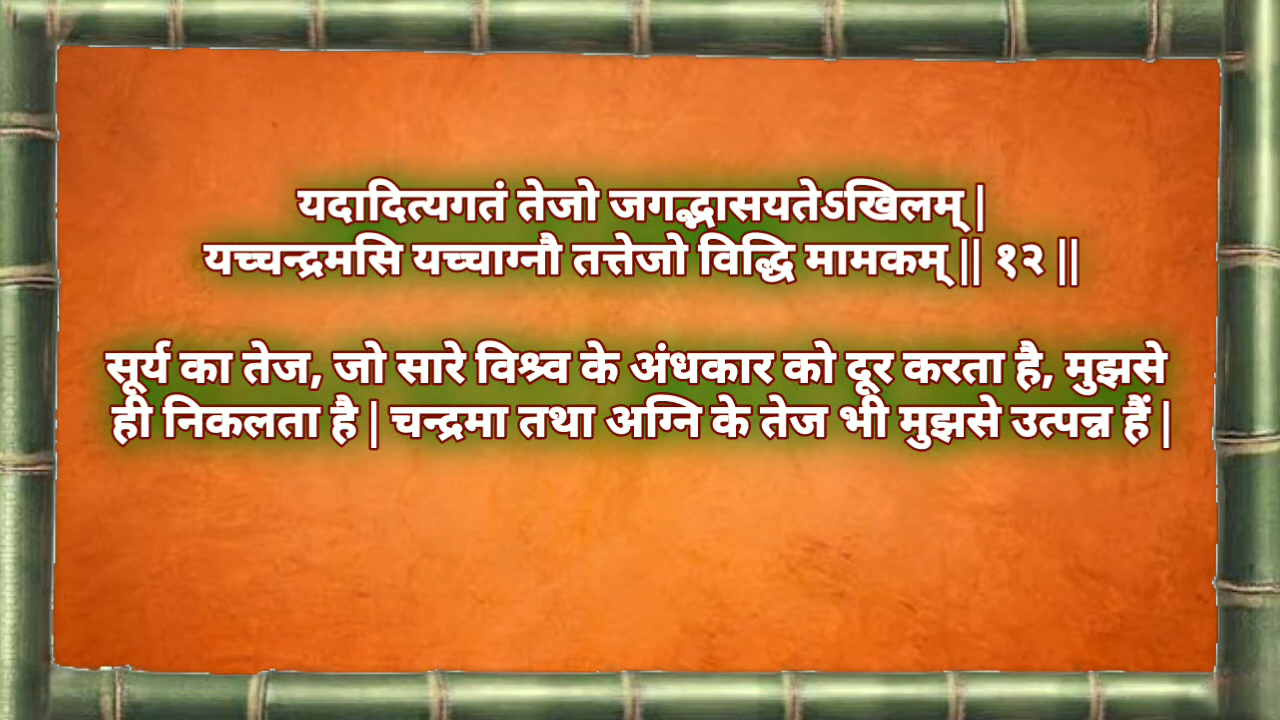 यदादित्यगतं तेजो जगद्भासयतेऽखिलम् |
यच्चन्द्रमसि यच्चाग्नौ तत्तेजो विद्धि मामकम् || १२ ||
सूर्य का तेज, जो सारे विश्र्व के अंधकार को दूर करता है, मुझसे
ही निकलता है | चन्द्रमा तथा अग्नि के तेज भी मुझसे उत्पन्न हैं |